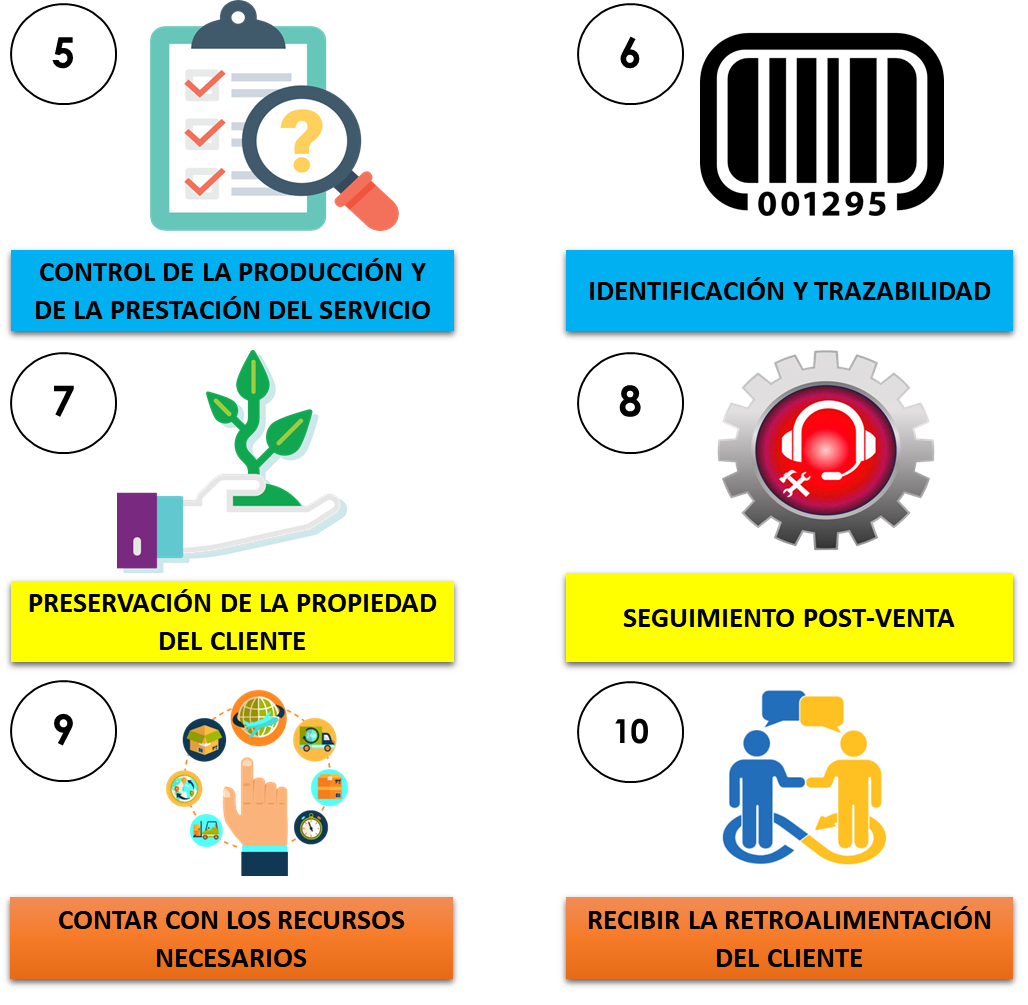 5
6
?
001295
CONTROL DE LA PRODUCCIÓN Y
DE LA PRESTACIÓN DEL SERVICIO
IDENTIFICACIÓN Y TRAZABILIDAD
7
8
PRESERVACIÓN DE LA PROPIEDAD
DEL CLIENTE
SEGUIMIENTO POST-VENTA
9
10
CONTAR CON LOS RECURSOS
NECESARIOS
RECIBIR LA RETROALIMENTACIÓN
DEL CLIENTE